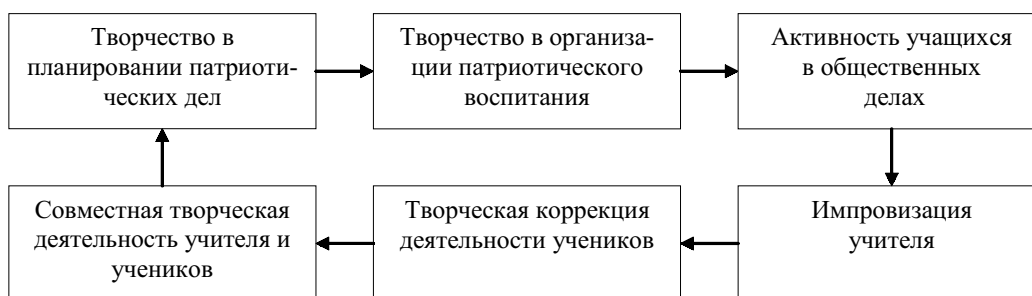 Творчество в
планировании патриоти-
ческих дел
Творчество в организа-
ции патриотического
воспитания
Активность учащихся
в общественных
делах
Совместная творческая
деятельность учителя и
учеников
Творческая коррекция
деятельности учеников
Импровизация
учителя